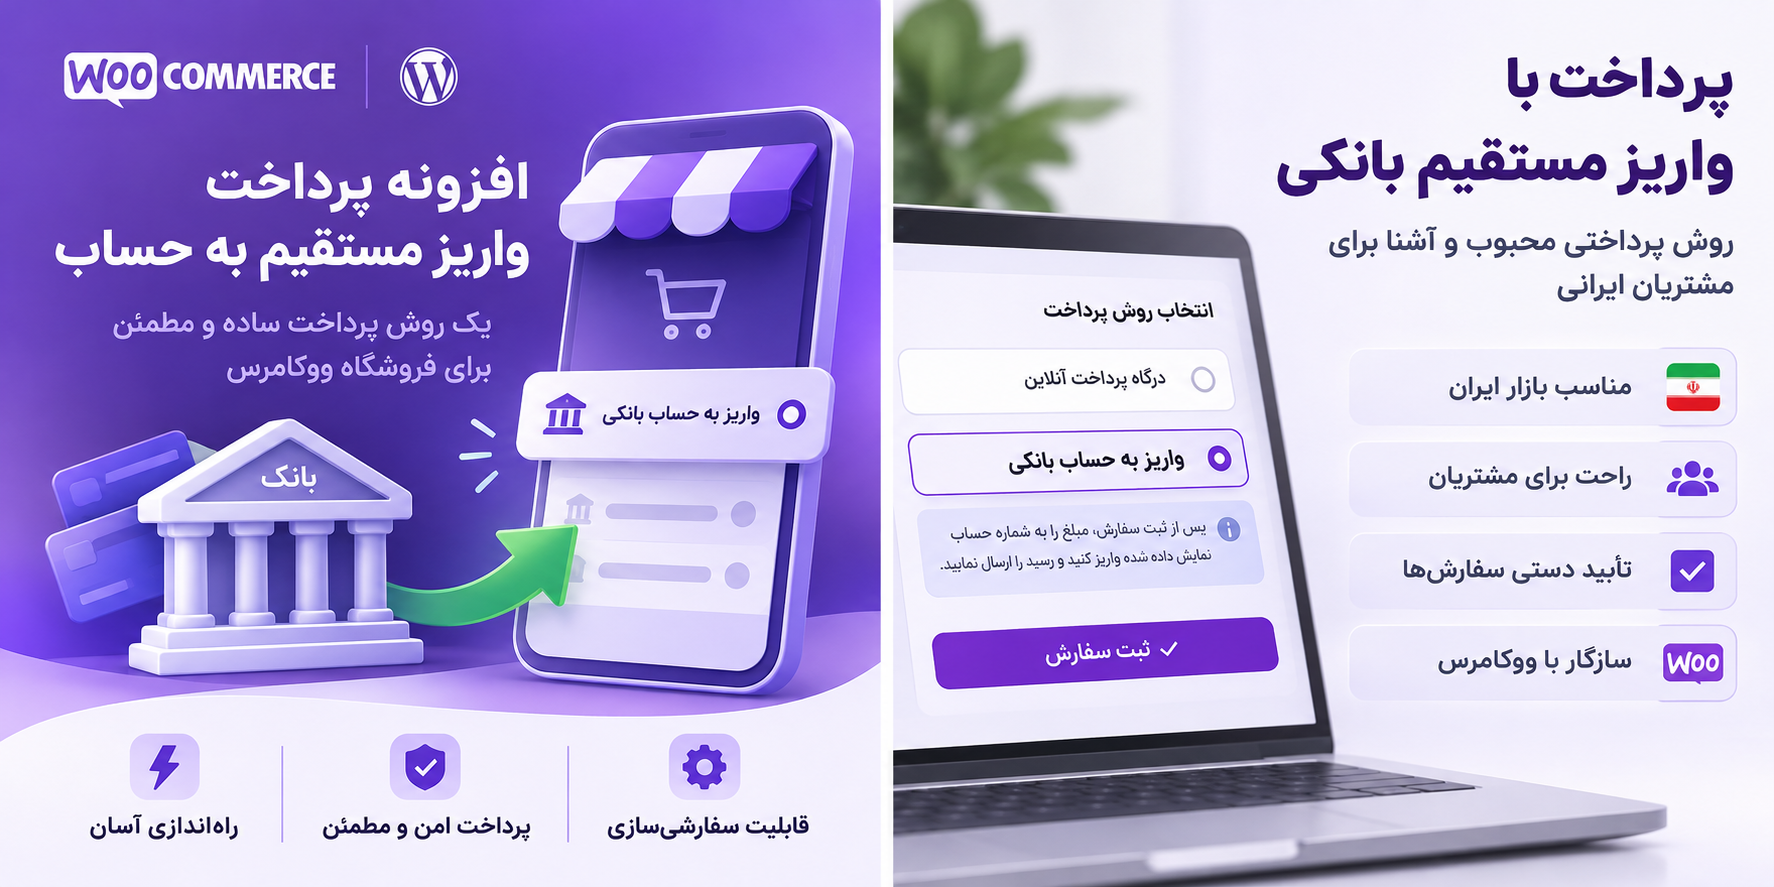 WOO COMMERCE
افزونه پرداخت
واریز مستقیم به حساب
یک روش پرداخت ساده و مطمئن
برای فروشگاه ووکامرس
واریز به حساب بانکی
بانک
قابلیت سفارشی‌سازی
پرداخت امن و مطمئن
راه‌اندازی آسان
پرداخت با
واریز مستقیم بانکی
روش پرداختی محبوب و آشنا برای
مشتریان ایرانی
مناسب بازار ایران
راحت برای مشتریان
تأیید دستی سفارش‌ها
سازگار با ووکامرس
WOO
انتخاب روش پرداخت
درگاه پرداخت آنلاین
واریز به حساب بانکی
پس از ثبت سفارش، مبلغ را به شماره حساب
نمایش داده شده واریز کنید و رسید را ارسال نمایید.
ثبت سفارش